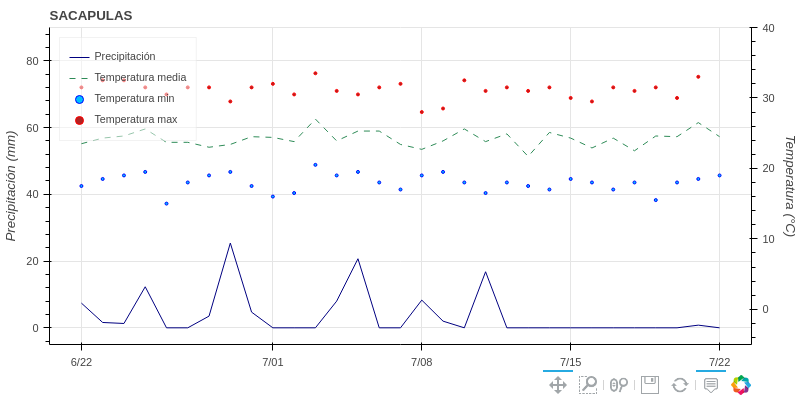 SACAPULAS
Precipitación
Temperatura media
Temperatura min
Temperatura max
Precipitación (mm)
80
60
40
20
0
Temperatura (°C)
40
30
20
10
0
6/22
7/01
7/08
7/15
7/22